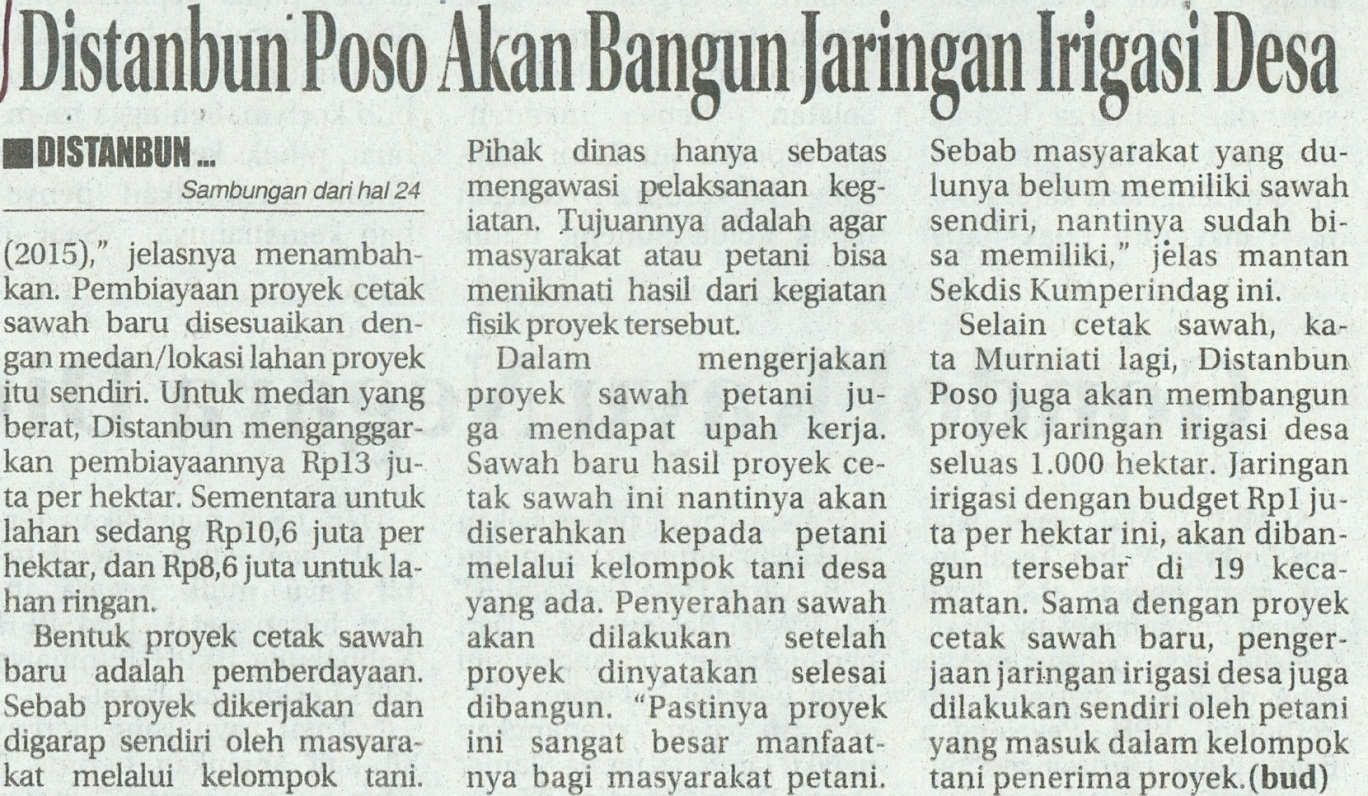 Distanbun Poso Akan Bangun Jaringan Irigasi Desa
DISTANBUN ...
Sambungan dari hal 24
(2015),” jelasnya menambah-
kan. Pembiayaan proyek cetak
sawah baru disesuaikan den-
gan medan/lokasi lahan proyek
itu sendiri. Untuk medan yang
berat, Distanbun menganggar-
kan pembiayaannya Rp13 ju-
ta per hektar. Sementara untuk
lahan sedang Rp10,6 juta per
hektar, dan Rp8,6 juta untuk la-
han ringan.
Bentuk proyek cetak sawah
baru adalah pemberdayaan.
Sebab proyek dikerjakan dan
digarap sendiri oleh masyara-
kat melalui kelompok tani.
Pihak dinas hanya sebatas
mengawasi pelaksanaan keg-
iatan. Tujuannya adalah agar
masyarakat atau petani bisa
menikmati hasil dari kegiatan
fisik proyek tersebut.
Dalam mengerjakan
proyek sawah petani ju-
ga mendapat upah kerja.
Sawah baru hasil proyek ce-
tak sawah ini nantinya akan
diserahkan kepada petani
melalui kelompok tani desa
yang ada. Penyerahan sawah
akan dilakukan setelah
proyek dinyatakan selesai
dibangun. “Pastinya proyek
ini sangat besar manfaat-
nya bagi masyarakat petani.
Sebab masyarakat yang du-
lunya belum memiliki sawah
sendiri, nantinya sudah bi-
sa memiliki,” jelas mantan
Sekdis Kumperindag ini.
Selain cetak sawah, ka-
ta Murniati lagi, Distanbun
Poso juga akan membangun
proyek jaringan irigasi desa
seluas 1.000 hektar. Jaringan
irigasi dengan budget Rp1 ju-
ta per hektar ini, akan diban-
gun tersebar di 19 keca-
matan. Sama dengan proyek
cetak sawah baru, penger-
jaan jaringan irigasi desa juga
dilakukan sendiri oleh petani
yang masuk dalam kelompok
tani penerima proyek.(bud)